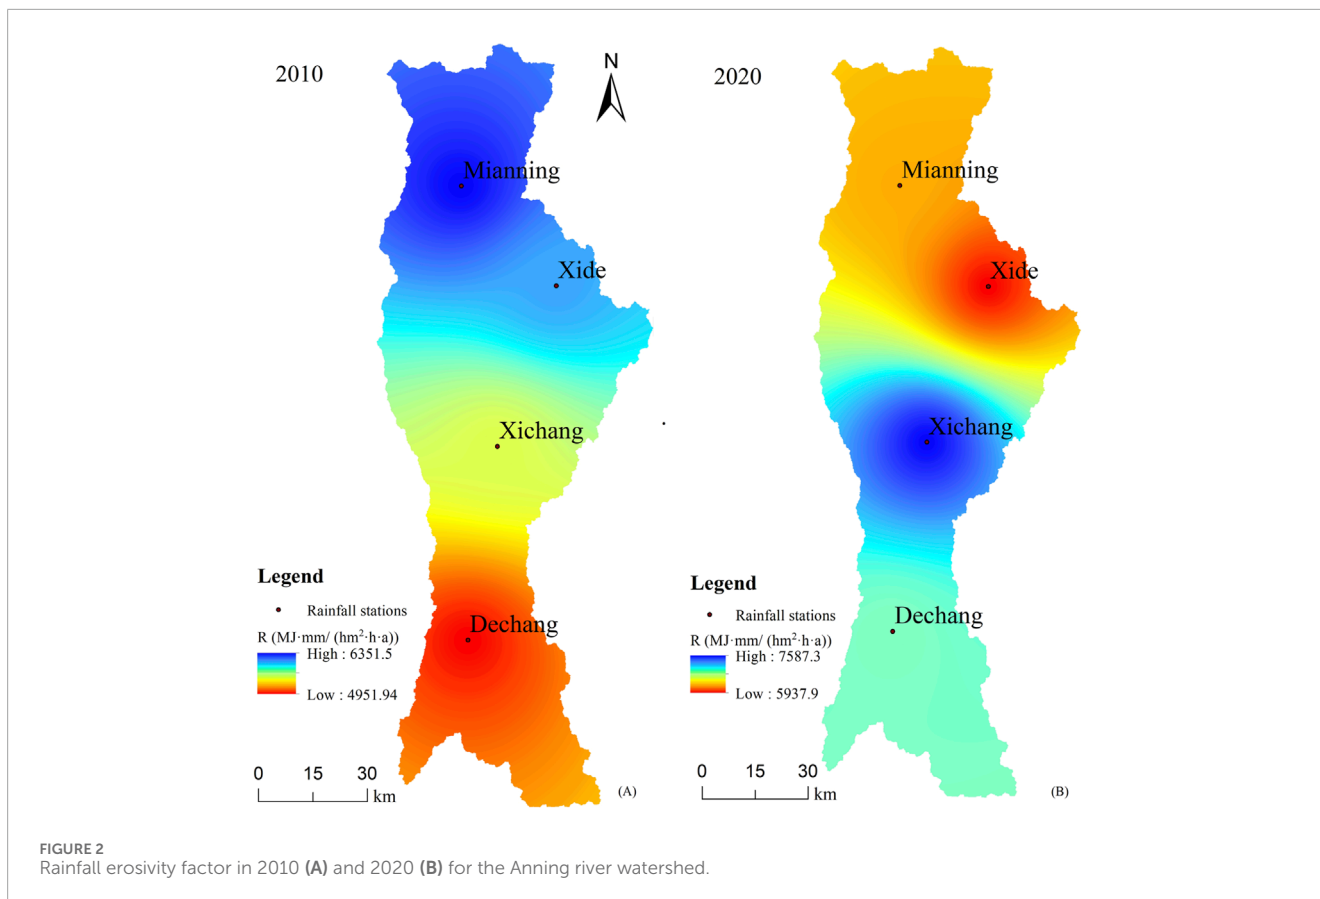 2010
N
Mianning
Xide
Xichang
Dechang
Legend
Rainfall stations
R (MJ·mm/ (hm²·h·a))
High : 6351.5
Low : 4951.94
0 15 30
km
(A)
2020
Mianning
Xide
Xichang
Dechang
Legend
Rainfall stations
R (MJ·mm/ (hm²·h·a))
High : 7587.3
Low : 5937.9
0 15 30
km
(B)
FIGURE 2
Rainfall erosivity factor in 2010 (A) and 2020 (B) for the Anning river watershed.